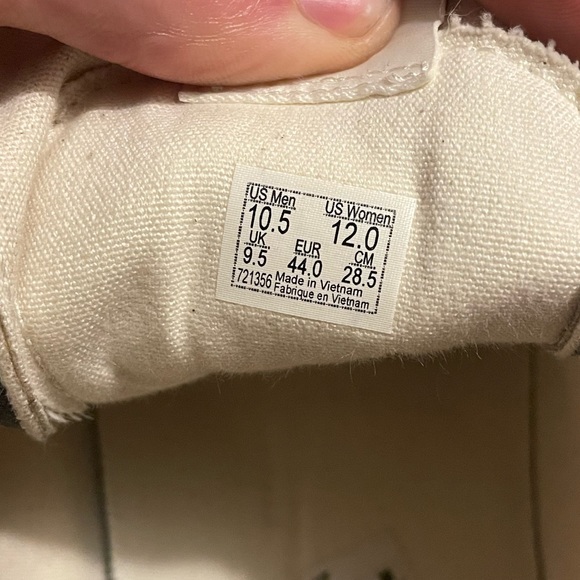 US Men US Women
10.5 12.0
UK EUR CM
9.5 44.0 28.5
721356 Made in Vietnam
Fabrique en Vietnam